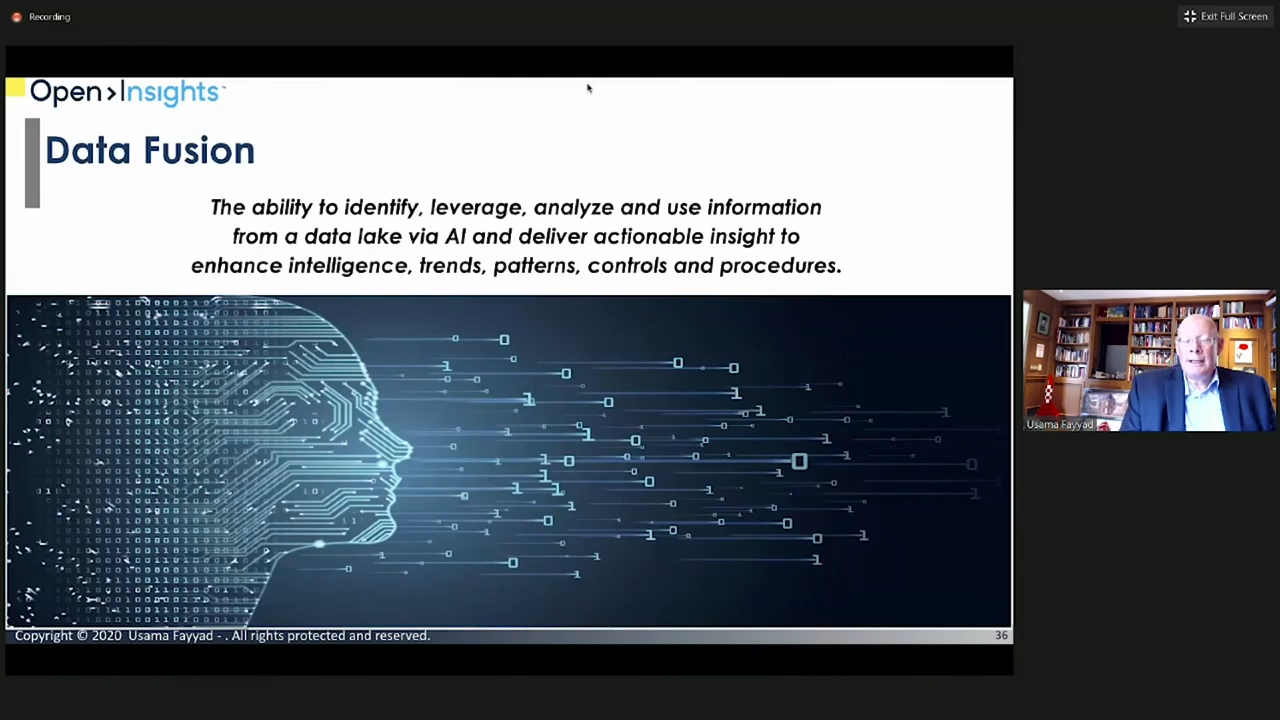 Recording
Exit Full Screen
Open>Insights™
Data Fusion
The ability to identify, leverage, analyze and use information
from a data lake via AI and deliver actionable insight to
enhance intelligence, trends, patterns, controls and procedures.
Usama Fayyad
Copyright © 2020 Usama Fayyad - . All rights protected and reserved.
36